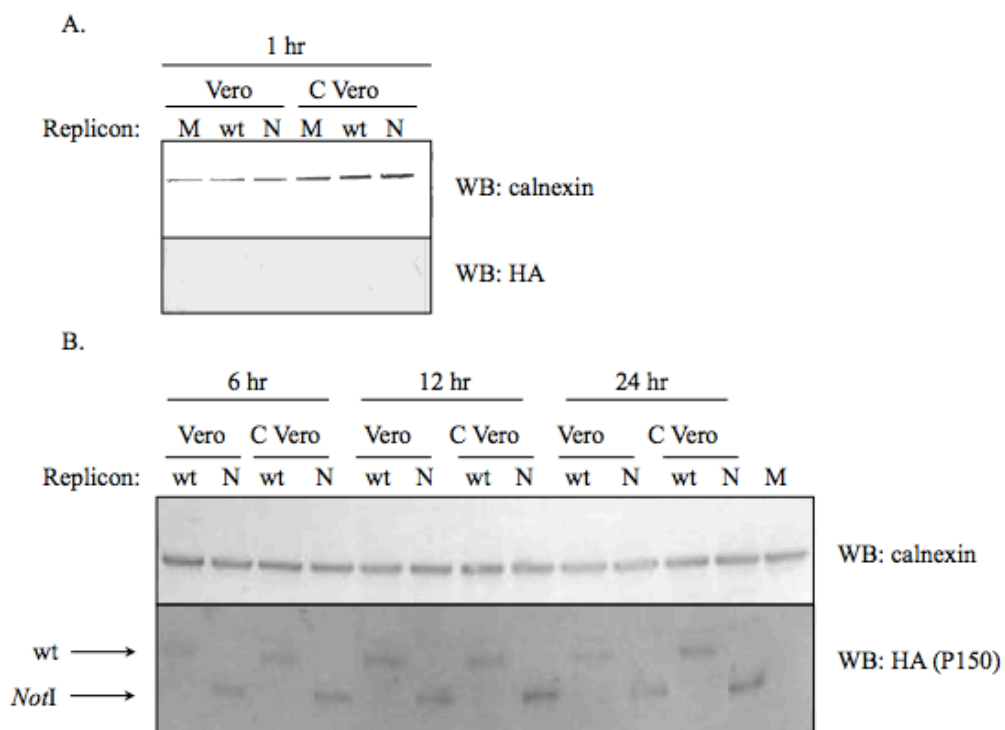 A.
1 hr
Vero C Vero
Replicon: M wt N M wt N
WB: calnexin
WB: HA
B.
6 hr 12 hr 24 hr
Vero C Vero Vero C Vero Vero C Vero
Replicon: wt N wt N wt N wt N wt N wt N M
WB: calnexin
wt
WB: HA (P150)
NotI